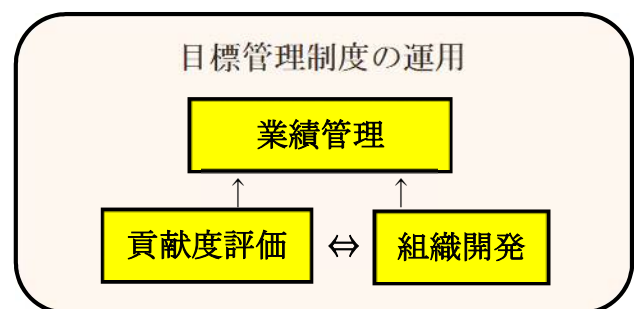 目標管理制度の運用
業績管理
↑ ↑
貢献度評価 ⇔ 組織開発